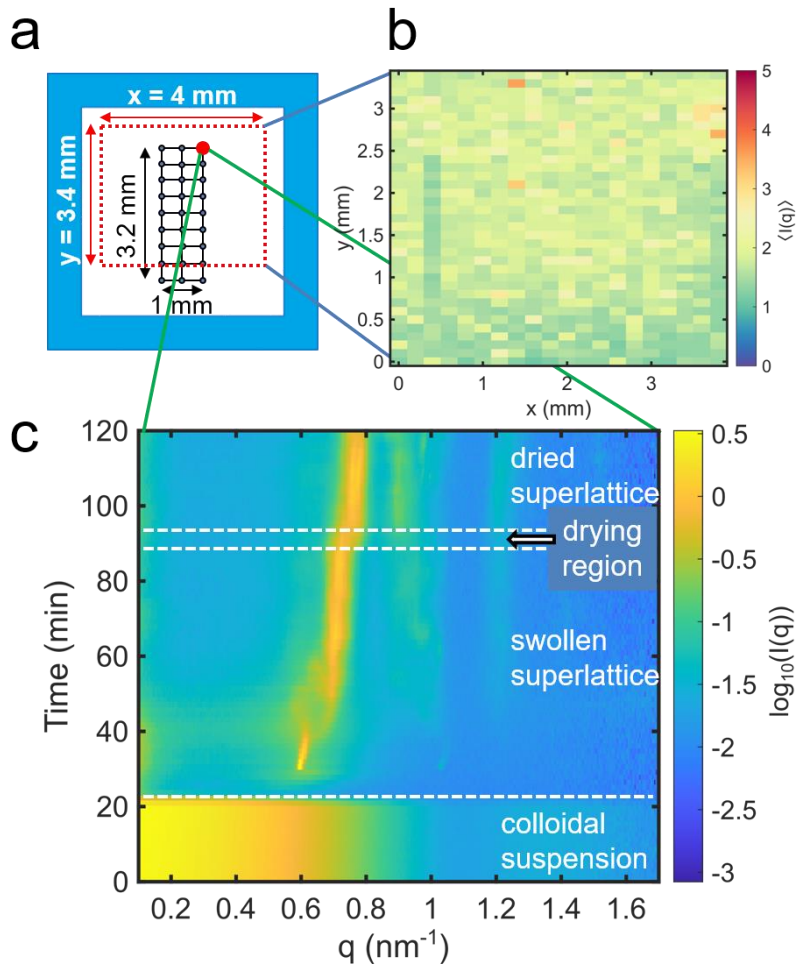 a
x = 4 mm
y = 3.4 mm
3.2 mm
1 mm
b
3
2.5
2
1.5
1
0.5
0
y (mm)
0
1
2
3
x (mm)
5
4
3
2
1
0
⟨I(q)⟩
c
120
100
80
60
40
20
0
Time (min)
dried
superlattice
drying
region
swollen
superlattice
colloidal
suspension
0.2
0.4
0.6
0.8
1
1.2
1.4
1.6
q (nm⁻¹)
0.5
0
-0.5
-1
-1.5
-2
-2.5
-3
log₁₀(I(q))